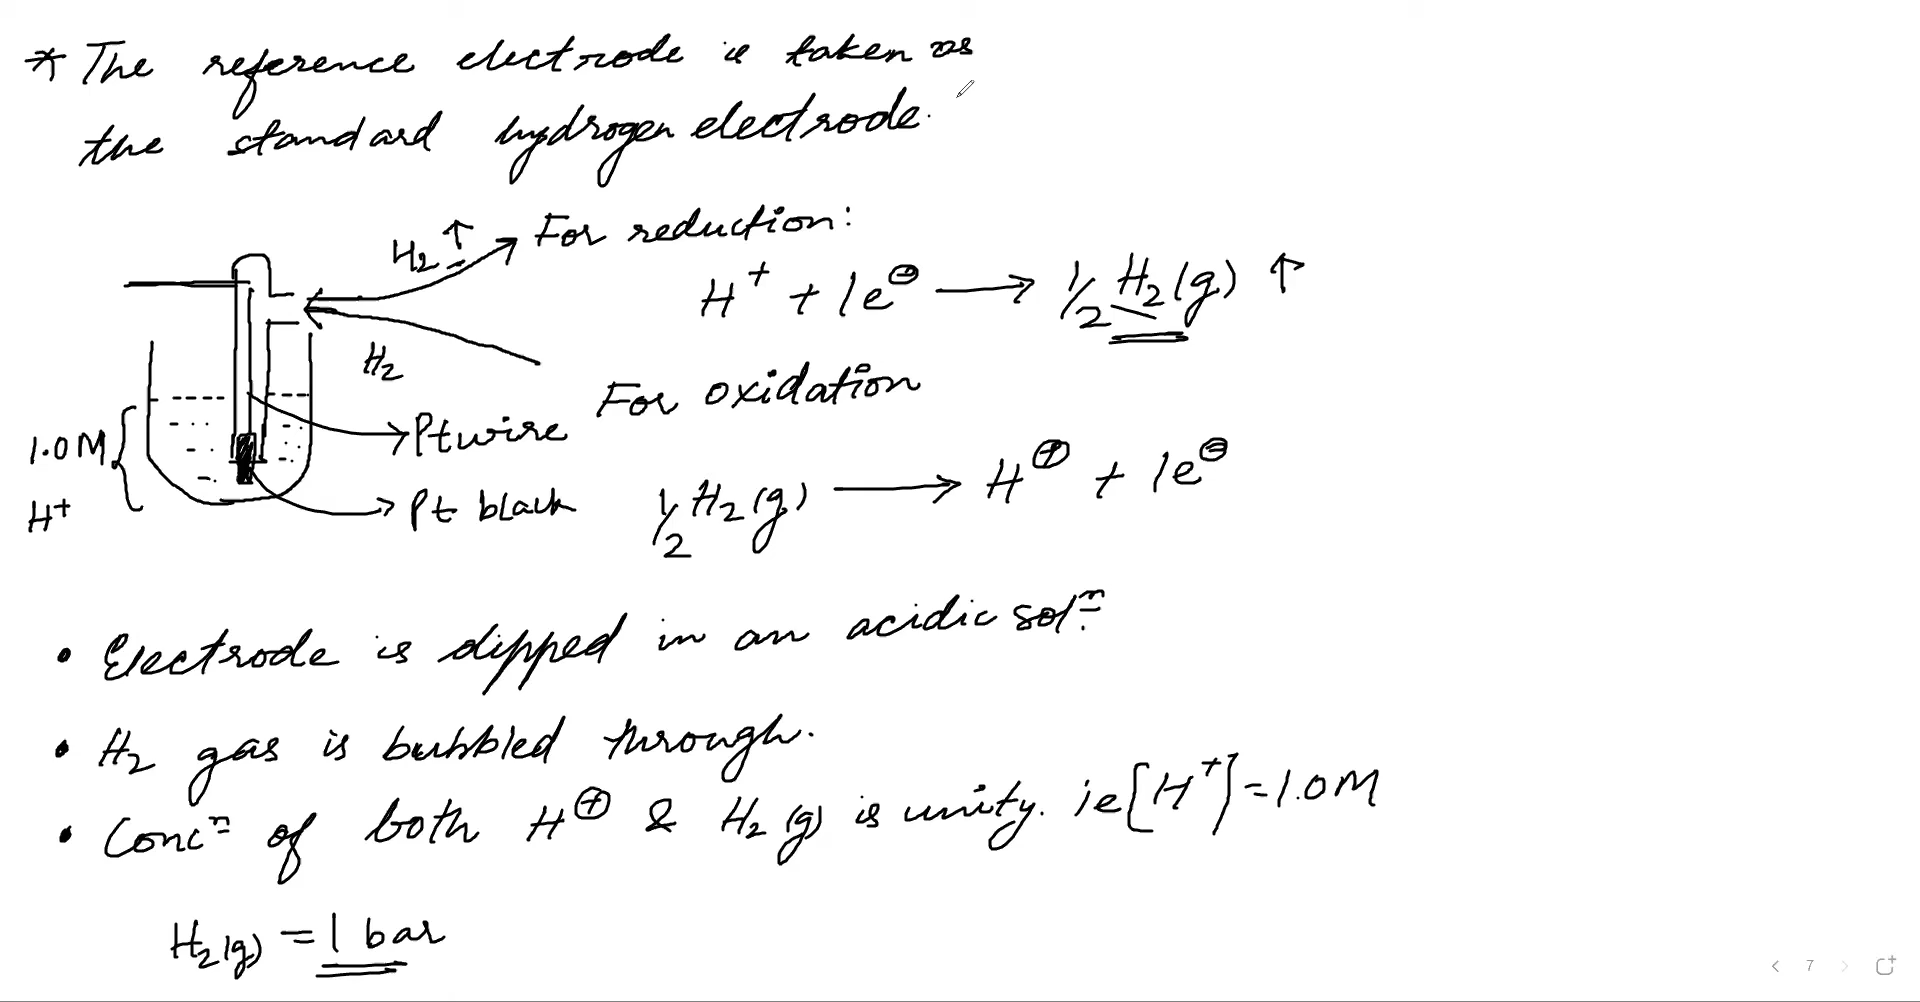 * The reference electrode is taken as
the standard hydrogen electrode.
H₂ ↑
For reduction:
H⁺ + 1e⊖ → 1/2 H₂(g) ↑
H₂
For oxidation
1.0 M
H⁺
Pt wire
Pt black
1/2 H₂(g) → H⊕ + 1e⊖
• Electrode is dipped in an acidic solⁿ.
• H₂ gas is bubbled through.
• Concⁿ of both H⊕ & H₂(g) is unity. ie [H⁺] = 1.0 M
H₂(g) = 1 bar
7